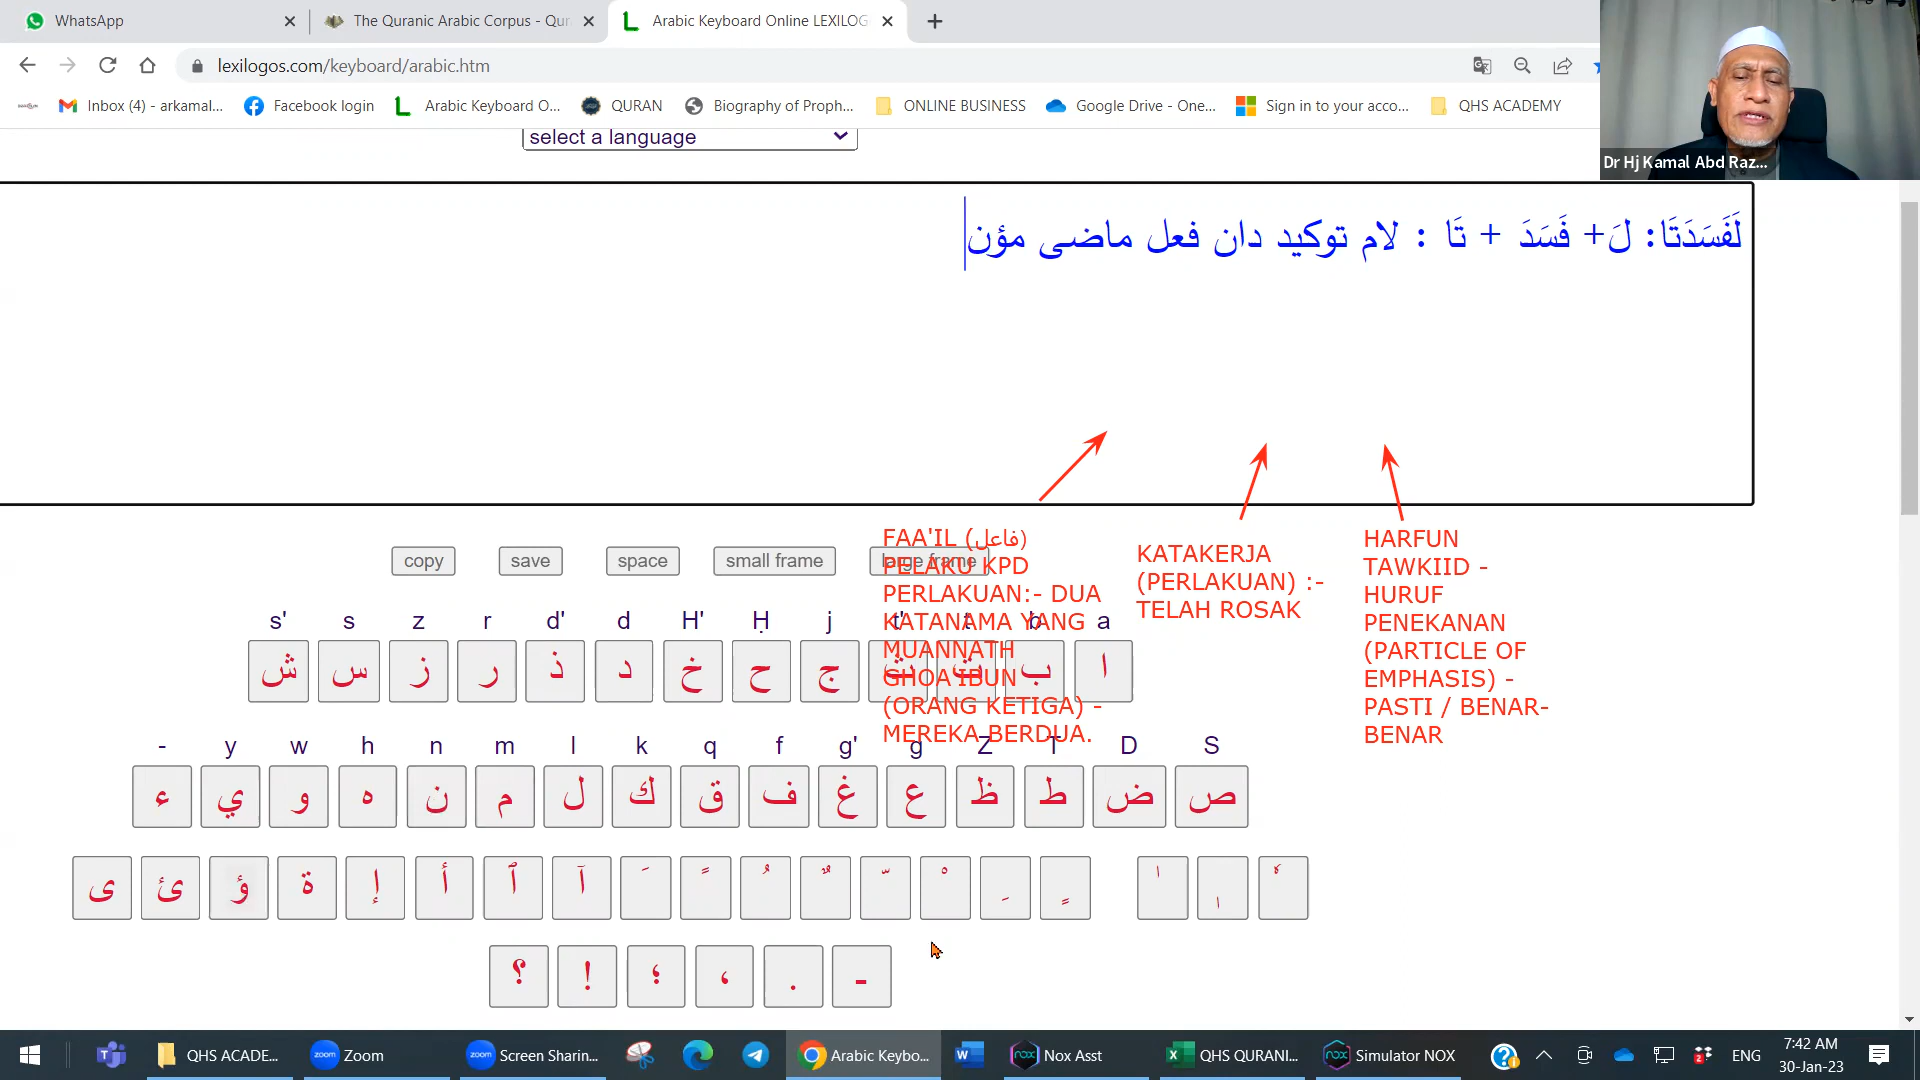 WhatsApp
The Quranic Arabic Corpus - Qur
Arabic Keyboard Online LEXILOG
lexilogos.com/keyboard/arabic.htm
Inbox (4) - arkamal...
Facebook login
Arabic Keyboard O...
QURAN
Biography of Proph...
ONLINE BUSINESS
Google Drive - One...
Sign in to your acco...
QHS ACADEMY
Dr Hj Kamal Abd Raz...
select a language
لَفَسَدَتَا: لَ+ فَسَدَ + تَا : لام توكيد دان فعل ماضى مؤن
copy
save
space
small frame
large frame
FAA'IL (فاعل)
PELAKU KPD
PERLAKUAN:- DUA
KATANAMA YANG
MUANNATH
GHOA'IBUN
(ORANG KETIGA) -
MEREKA BERDUA.
KATAKERJA
(PERLAKUAN) :-
TELAH ROSAK
HARFUN
TAWKIID -
HURUF
PENEKANAN
(PARTICLE OF
EMPHASIS) -
PASTI / BENAR-
BENAR
s' s z r d' d H' Ḥ j t' t b a
ش س ز ر ذ د خ ح ج ث ت ب ا
- y w h n m l k q f g' g Z T D S
ء ي و ه ن م ل ك ق ف غ ع ظ ط ض ص
ى ئ ؤ ة إ أ ٱ آ
؟ ! ؛ ، . -
QHS ACADE...
Zoom
zoom
Screen Sharin...
Arabic Keybo...
Nox Asst
QHS QURANI...
Simulator NOX
ENG
7:42 AM
30-Jan-23